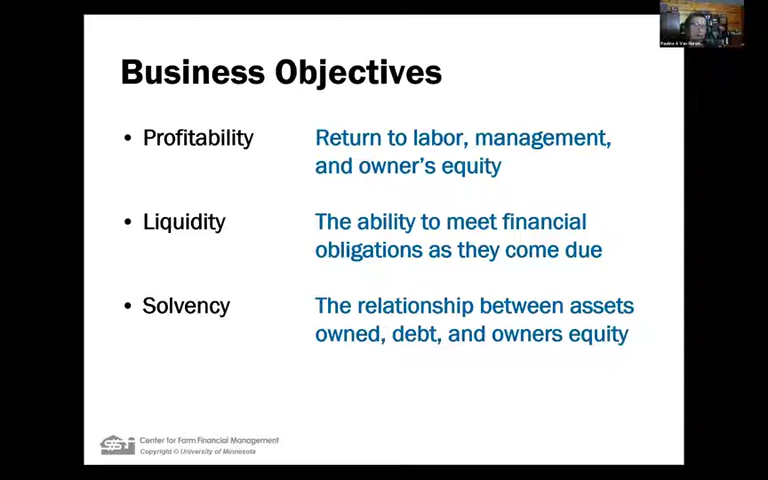 Business Objectives
• Profitability
Return to labor, management,
and owner's equity
• Liquidity
The ability to meet financial
obligations as they come due
• Solvency
The relationship between assets
owned, debt, and owners equity
Center for Farm Financial Management
Copyright © University of Minnesota